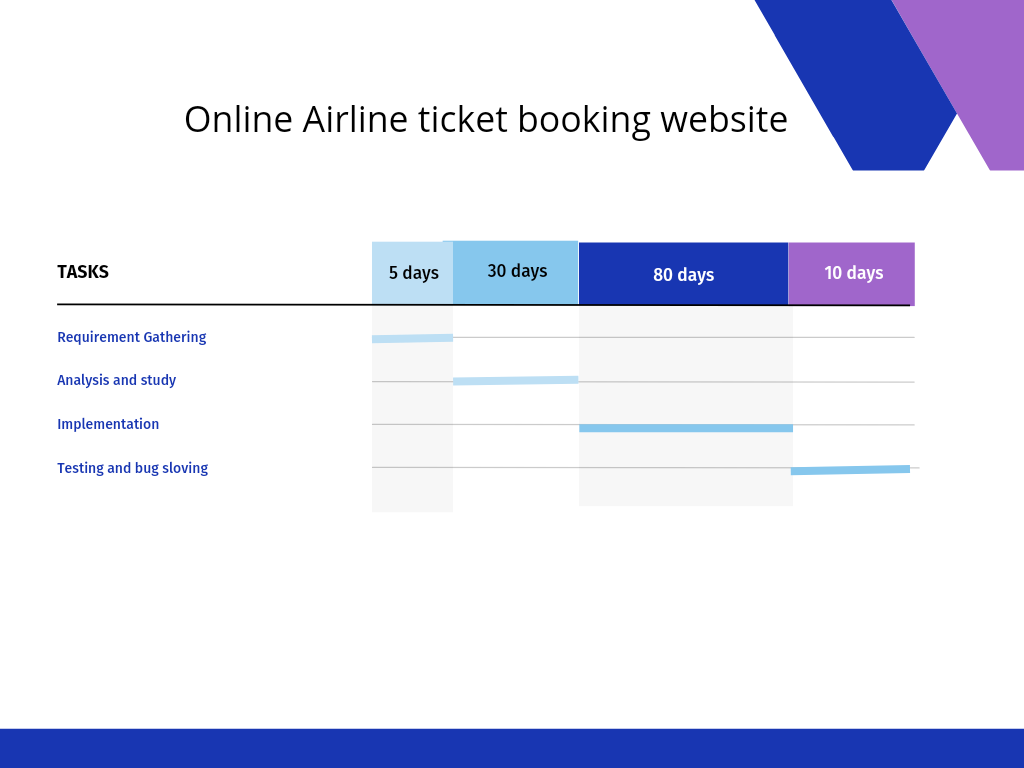 Online Airline ticket booking website
TASKS 5 days 30 days 80 days 10 days
Requirement Gathering
Analysis and study
Implementation
Testing and bug sloving